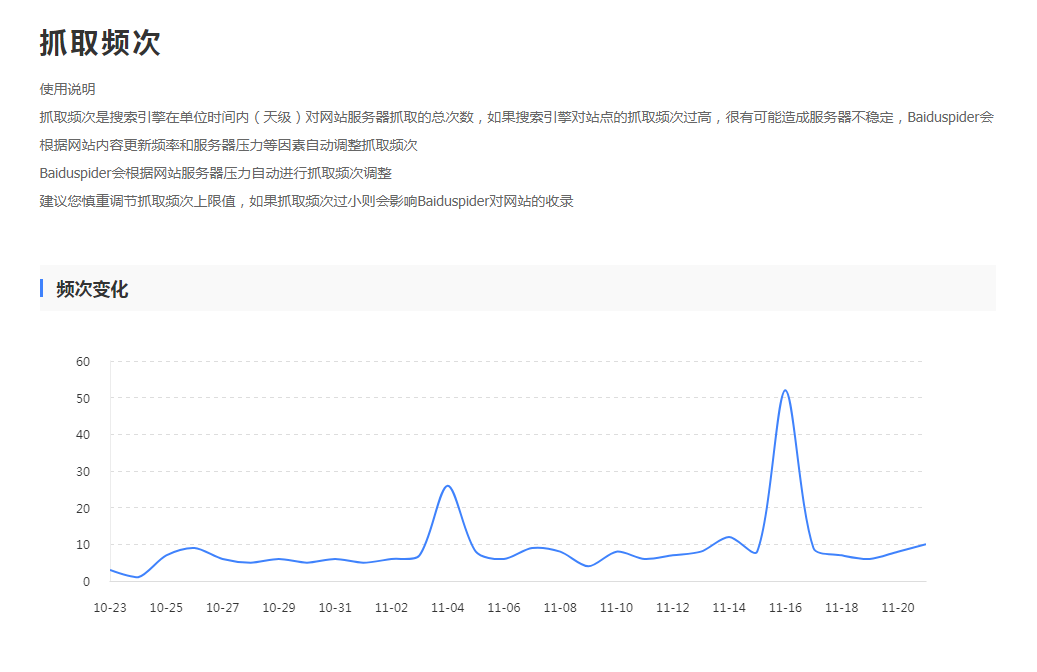 抓取频次
使用说明
抓取频次是搜索引擎在单位时间内（天级）对网站服务器抓取的总次数，如果搜索引擎对站点的抓取频次过高，很有可能造成服务器不稳定，Baiduspider会
根据网站内容更新频率和服务器压力等因素自动调整抓取频次
Baiduspider会根据网站服务器压力自动进行抓取频次调整
建议您慎重调节抓取频次上限值，如果抓取频次过小则会影响Baiduspider对网站的收录
频次变化
60
50
40
30
20
10
0
10-23 10-25 10-27 10-29 10-31 11-02 11-04 11-06 11-08 11-10 11-12 11-14 11-16 11-18 11-20